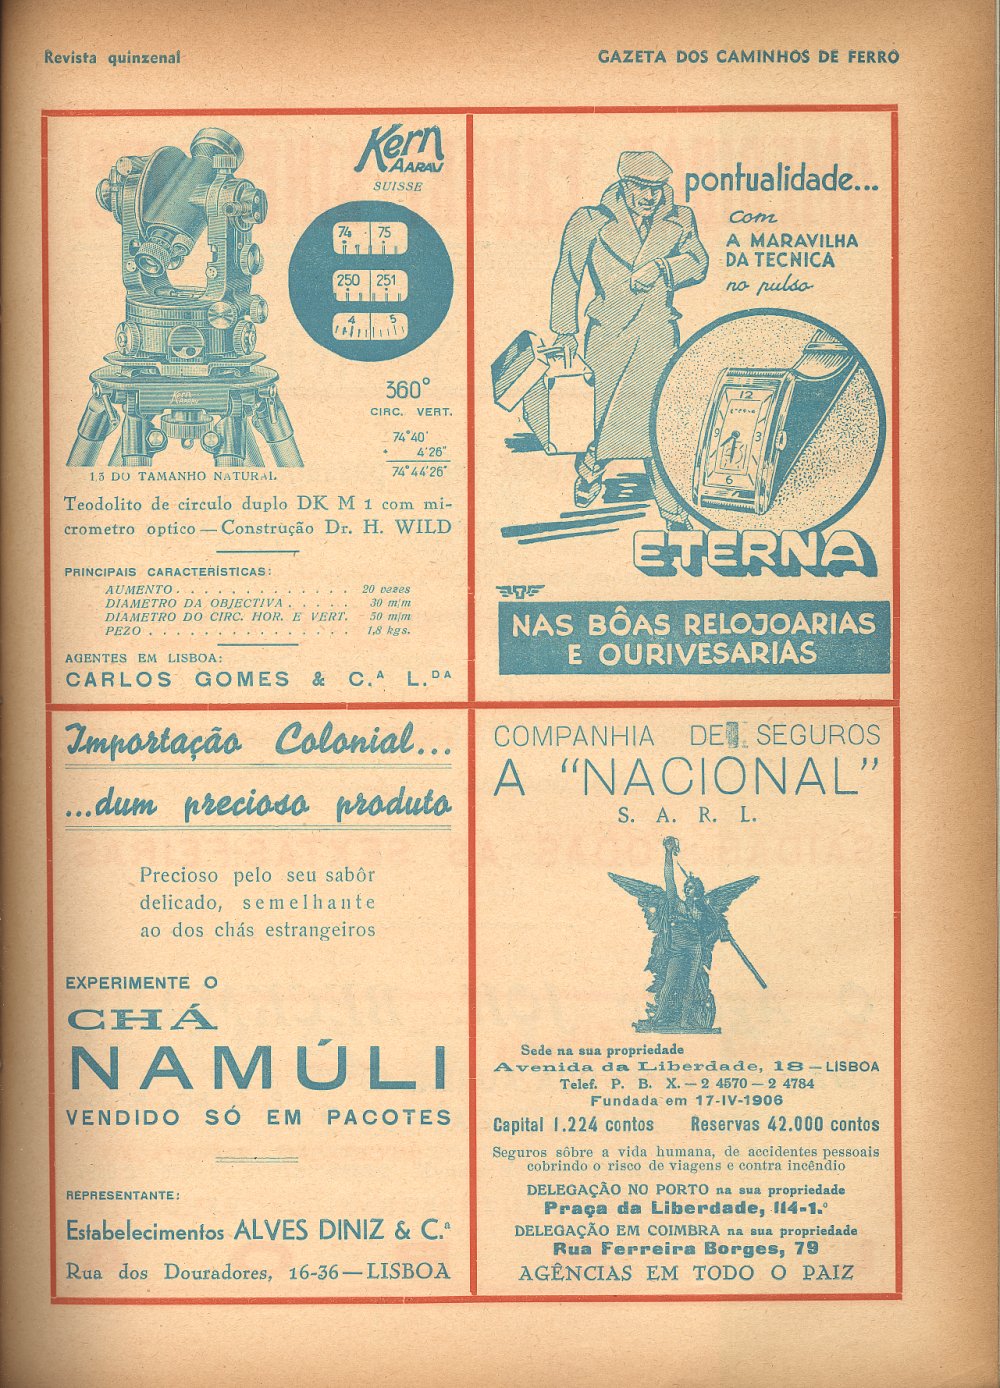 Revista quinzenal
GAZETA DOS CAMINHOS DE FERRO
Kern
AARAU
SUISSE
74 75
250 251
4 5
360°
CIRC. VERT.
74°40'
+ 4'26"
74°44'26"
Kern
AARAU
1,5 DO TAMANHO NATURAL
Teodolito de circulo duplo DK M 1 com mi-
crometro optico — Construção Dr. H. WILD
PRINCIPAIS CARACTERÍSTICAS:
AUMENTO . . . . . . . . . . . . . 20 vezes
DIAMETRO DA OBJECTIVA . . . . . 30 m/m
DIAMETRO DO CIRC. HOR. E VERT. 50 m/m
PEZO . . . . . . . . . . . . . . . 1,8 kgs.
AGENTES EM LISBOA:
CARLOS GOMES & C.A L.DA
pontualidade...
com
A MARAVILHA
DA TECNICA
no pulso
12
9 3
6
ETERNA
NAS BÔAS RELOJOARIAS
E OURIVESARIAS
Importação Colonial...
...dum precioso produto
Precioso pelo seu sabôr
delicado, semelhante
ao dos chás estrangeiros
EXPERIMENTE O
CHÁ
NAMÚLI
VENDIDO SÓ EM PACOTES
REPRESENTANTE:
Estabelecimentos ALVES DINIZ & C.ª
Rua dos Douradores, 16-36 — LISBOA
COMPANHIA DE SEGUROS
A "NACIONAL"
S. A. R. L.
Sede na sua propriedade
Avenida da Liberdade, 18 — LISBOA
Telef. P. B. X. — 2 4570 — 2 4784
Fundada em 17-IV-1906
Capital 1.224 contos Reservas 42.000 contos
Seguros sôbre a vida humana, de accidentes pessoais
cobrindo o risco de viagens e contra incêndio
DELEGAÇÃO NO PORTO na sua propriedade
Praça da Liberdade, 114-1.º
DELEGAÇÃO EM COIMBRA na sua propriedade
Rua Ferreira Borges, 79
AGÊNCIAS EM TODO O PAIZ